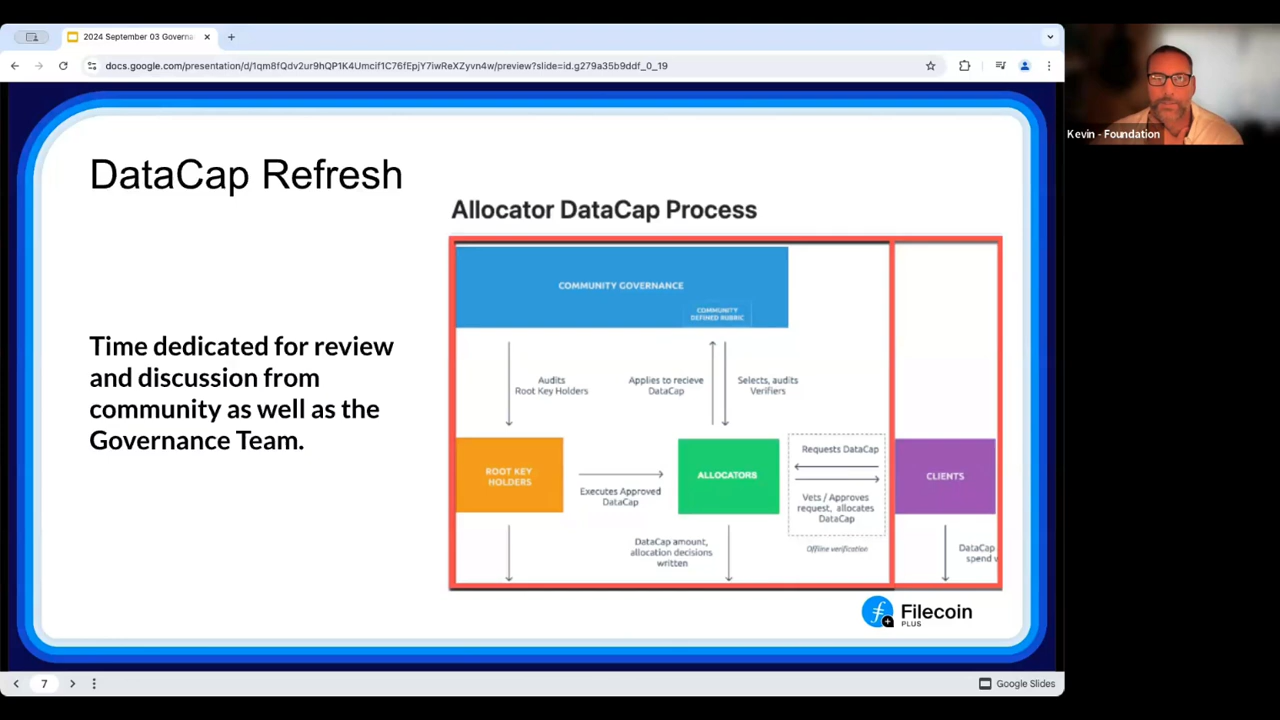 2024 September 03 Governa
docs.google.com/presentation/d/1qm8fQdv2ur9hQP1K4Umcif1C76fEpjY7iwReXZyvn4w/preview?slide=id.g279a35b9ddf_0_19
Kevin - Foundation
DataCap Refresh
Allocator DataCap Process
Time dedicated for review
and discussion from
community as well as the
Governance Team.
COMMUNITY GOVERNANCE
COMMUNITY
DEFINED RUBRIC
Audits
Root Key Holders
Applies to recieve
DataCap
Selects, audits
Verifiers
ROOT KEY
HOLDERS
Executes Approved
DataCap
ALLOCATORS
Requests DataCap
Vets / Approves
request, allocates
DataCap
Offline verification
CLIENTS
DataCap amount,
allocation decisions
written
DataCap
spend
Filecoin
PLUS
7
Google Slides